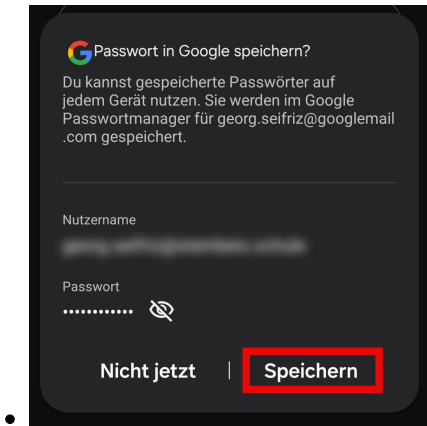 Passwort in Google speichern?
Du kannst gespeicherte Passwörter auf
jedem Gerät nutzen. Sie werden im Google
Passwortmanager für georg.seifriz@googlemail
.com gespeichert.
Nutzername
Passwort
••••••••••••
Nicht jetzt | Speichern